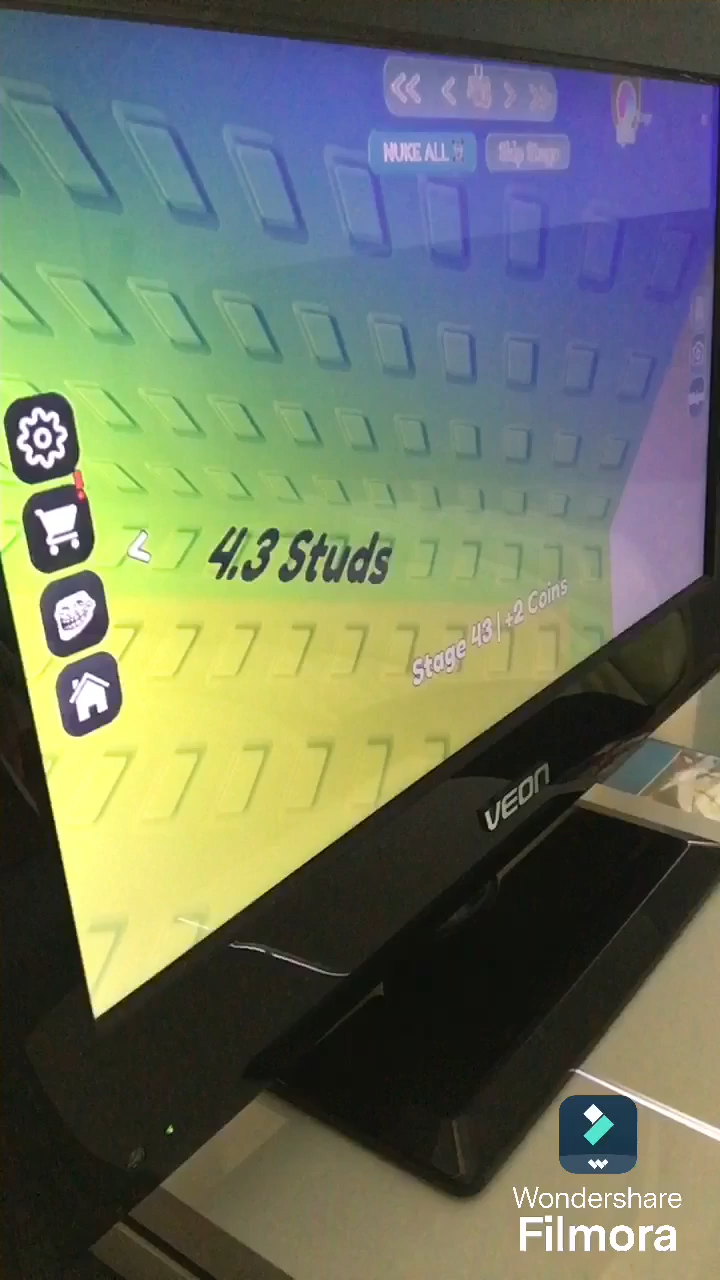 NUKE ALL
Skip Stage
4.3 Studs
Stage 43 | +2 Coins
VEON
Wondershare
Filmora